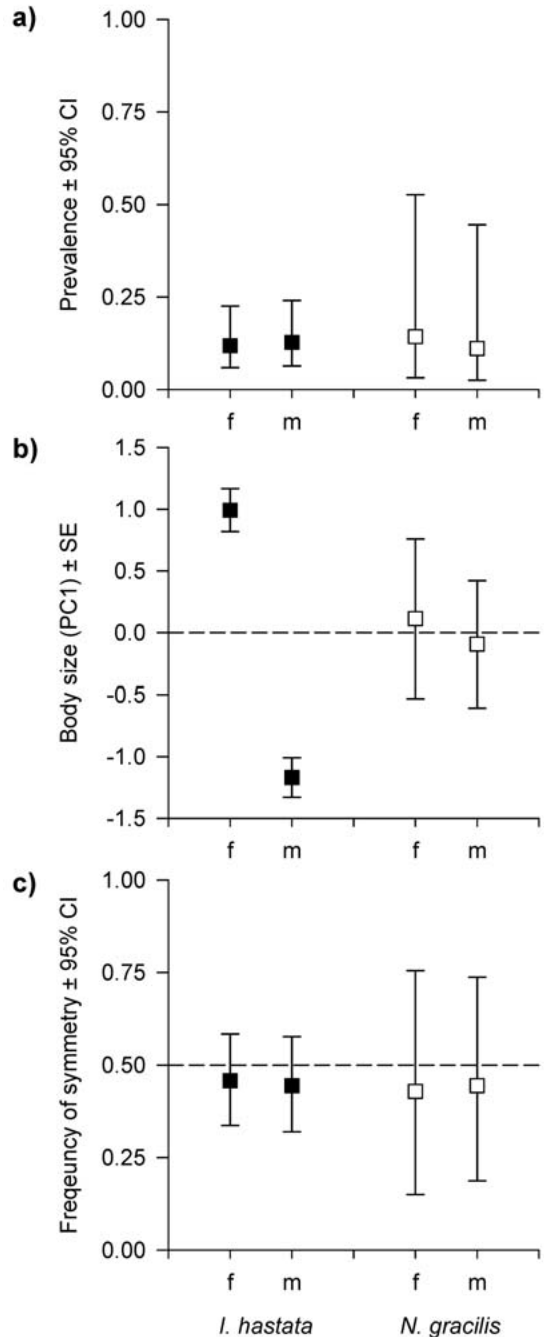 a)
Prevalence ± 95% CI
1.00
0.75
0.50
0.25
0.00
f m f m
b)
Body size (PC1) ± SE
1.5
1.0
0.5
0.0
-0.5
-1.0
-1.5
f m f m
c)
Freqeuncy of symmetry ± 95% CI
1.00
0.75
0.50
0.25
0.00
f m f m
I. hastata N. gracilis